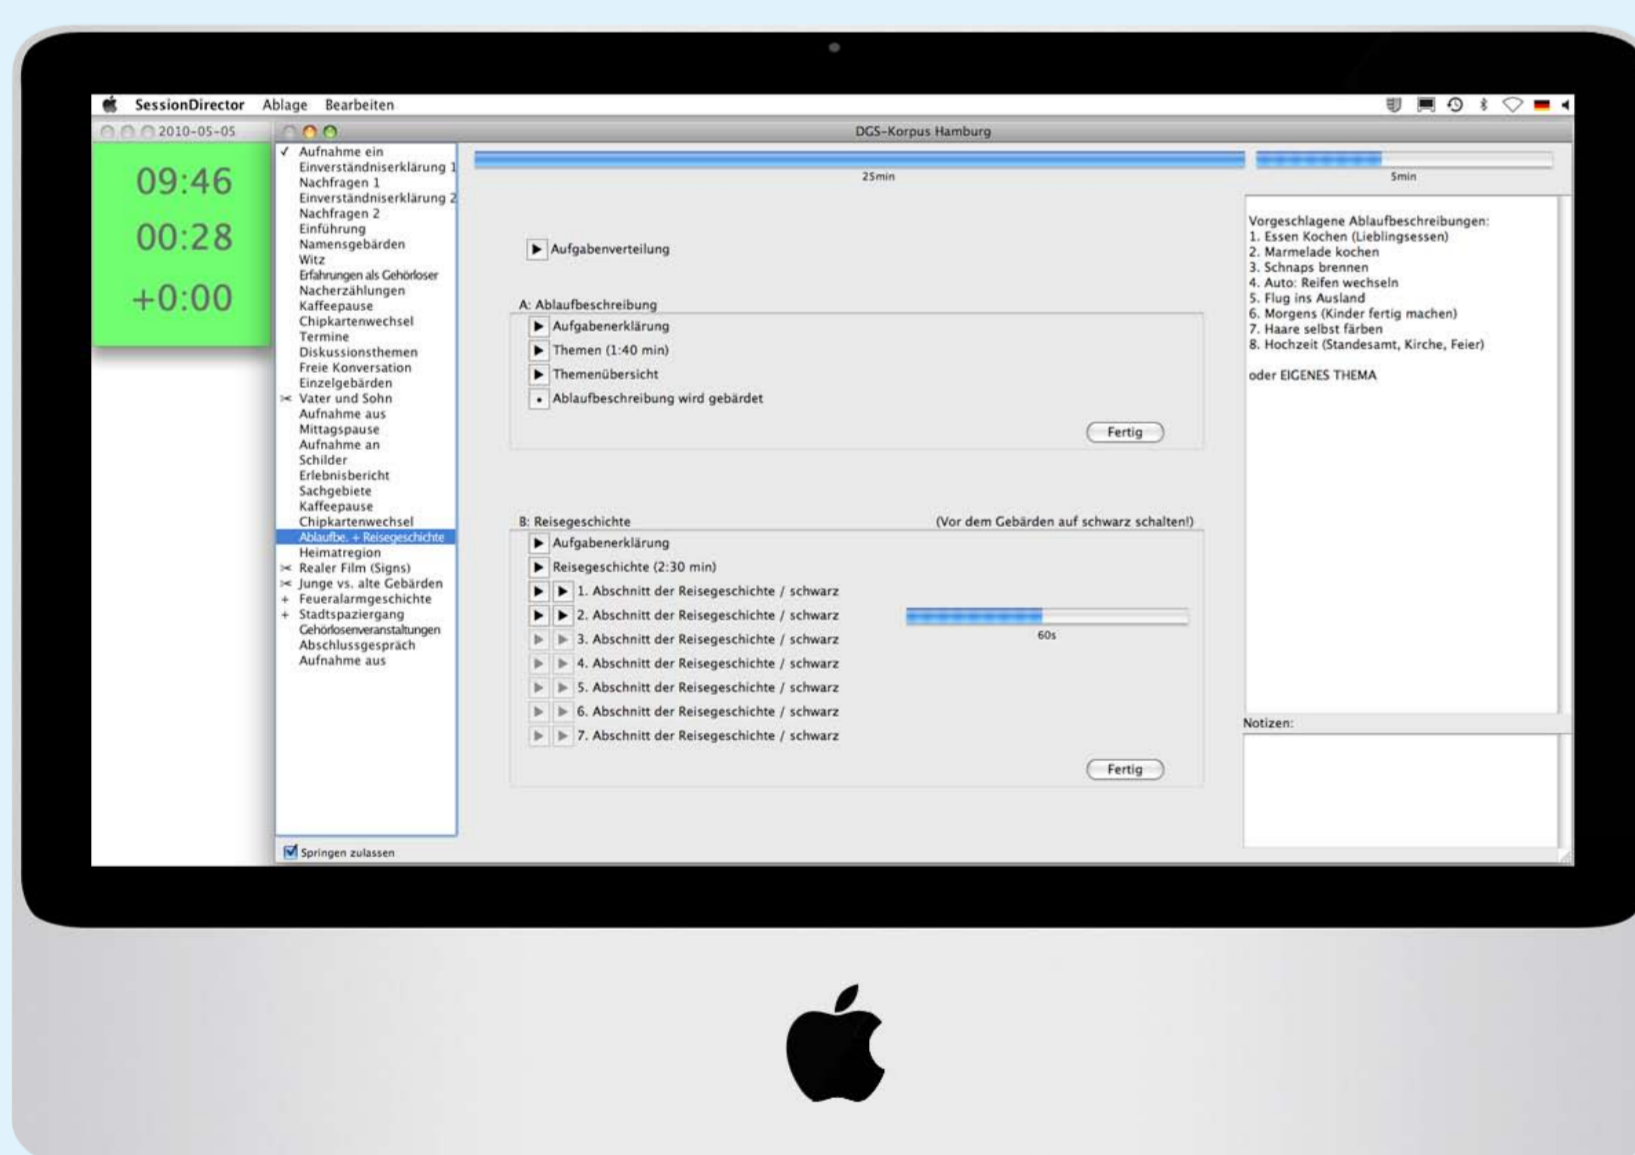 SessionDirector Ablage Bearbeiten
2010-05-05
DGS-Korpus Hamburg
09:46
00:28
+0:00
✓ Aufnahme ein
Einverständniserklärung 1
Nachfragen 1
Einverständniserklärung 2
Nachfragen 2
Einführung
Namensgebärden
Witz
Erfahrungen als Gehörloser
Nacherzählungen
Kaffeepause
Chipkartenwechsel
Termine
Diskussionsthemen
Freie Konversation
Einzelgebärden
✂ Vater und Sohn
Aufnahme aus
Mittagspause
Aufnahme an
Schilder
Erlebnisbericht
Sachgebiete
Kaffeepause
Chipkartenwechsel
Ablaufbe. + Reisegeschichte
Heimatregion
✂ Realer Film (Signs)
✂ Junge vs. alte Gebärden
+ Feueralarmgeschichte
+ Stadtspaziergang
Gehörlosenveranstaltungen
Abschlussgespräch
Aufnahme aus
Springen zulassen
25min
5min
Aufgabenverteilung
A: Ablaufbeschreibung
Aufgabenerklärung
Themen (1:40 min)
Themenübersicht
Ablaufbeschreibung wird gebärdet
Fertig
B: Reisegeschichte (Vor dem Gebärden auf schwarz schalten!)
Aufgabenerklärung
Reisegeschichte (2:30 min)
1. Abschnitt der Reisegeschichte / schwarz
2. Abschnitt der Reisegeschichte / schwarz
60s
3. Abschnitt der Reisegeschichte / schwarz
4. Abschnitt der Reisegeschichte / schwarz
5. Abschnitt der Reisegeschichte / schwarz
6. Abschnitt der Reisegeschichte / schwarz
7. Abschnitt der Reisegeschichte / schwarz
Fertig
Vorgeschlagene Ablaufbeschreibungen:
1. Essen Kochen (Lieblingsessen)
2. Marmelade kochen
3. Schnaps brennen
4. Auto: Reifen wechseln
5. Flug ins Ausland
6. Morgens (Kinder fertig machen)
7. Haare selbst färben
8. Hochzeit (Standesamt, Kirche, Feier)
oder EIGENES THEMA
Notizen: